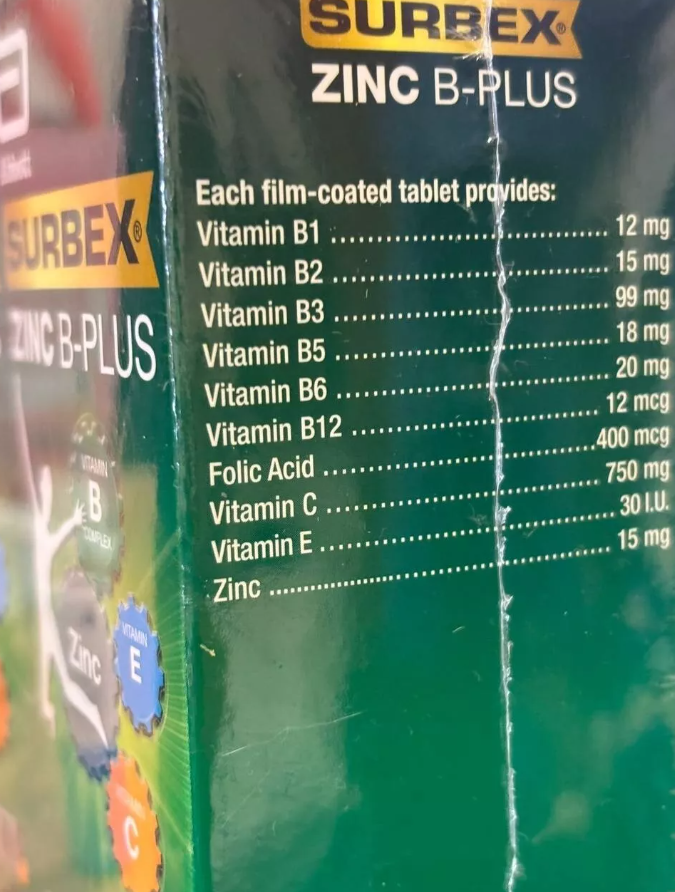 SURBEX®
ZINC B-PLUS
Each film-coated tablet provides:
Vitamin B1 ........................................ 12 mg
Vitamin B2 ........................................ 15 mg
Vitamin B3 ........................................ 99 mg
Vitamin B5 ........................................ 18 mg
Vitamin B6 ........................................ 20 mg
Vitamin B12 ........................................ 12 mcg
Folic Acid ........................................ 400 mcg
Vitamin C ........................................ 750 mg
Vitamin E ........................................ 30 I.U.
Zinc ........................................ 15 mg
Abbott
SURBEX®
ZINC B-PLUS
VITAMIN
B
COMPLEX
Zinc
VITAMIN
E
VITAMIN
C